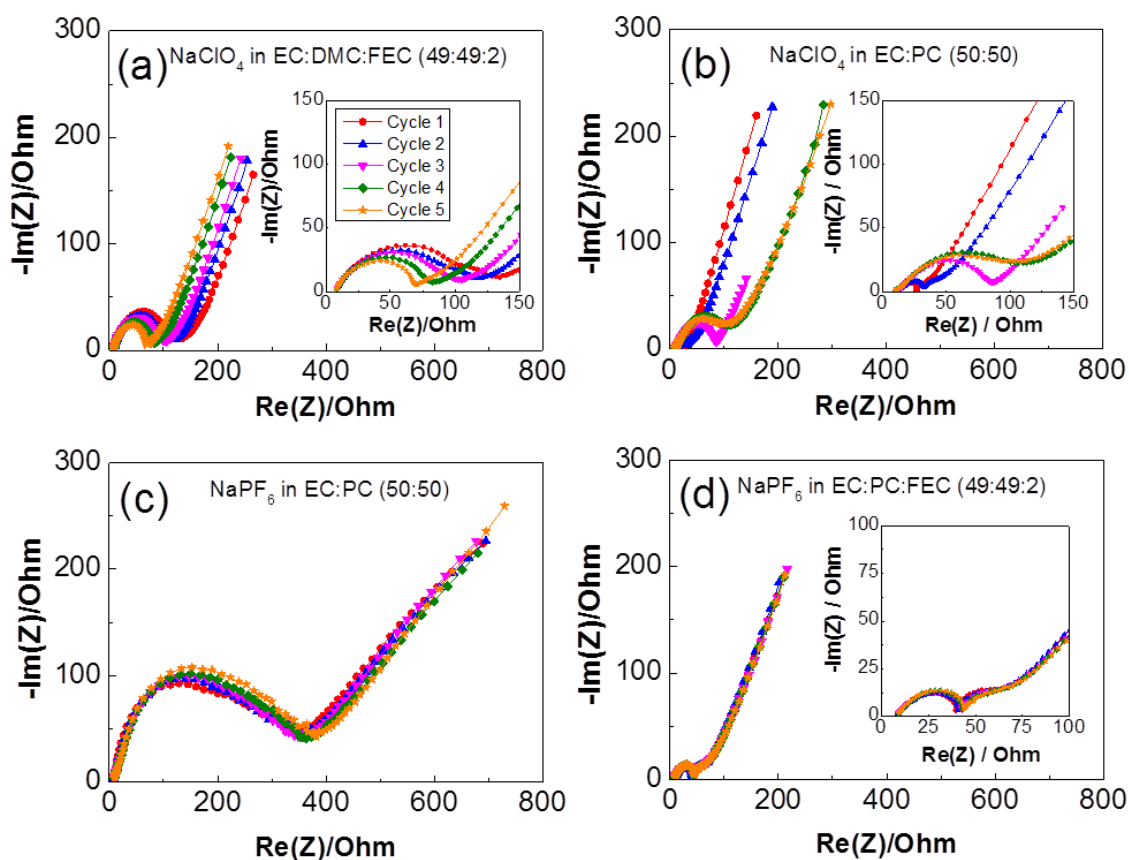 (a)
NaClO₄ in EC:DMC:FEC (49:49:2)
300
200
100
0
-Im(Z)/Ohm
0 200 400 600 800
Re(Z)/Ohm
150
100
50
0
-Im(Z)/Ohm
Cycle 1
Cycle 2
Cycle 3
Cycle 4
Cycle 5
0 50 100 150
Re(Z)/Ohm
(b)
NaClO₄ in EC:PC (50:50)
300
200
100
0
-Im(Z)/Ohm
0 200 400 600 800
Re(Z)/Ohm
150
100
50
0
-Im(Z) / Ohm
0 50 100 150
Re(Z) / Ohm
(c)
NaPF₆ in EC:PC (50:50)
300
200
100
0
-Im(Z)/Ohm
0 200 400 600 800
Re(Z)/Ohm
(d)
NaPF₆ in EC:PC:FEC (49:49:2)
300
200
100
0
-Im(Z)/Ohm
0 200 400 600 800
Re(Z)/Ohm
100
75
50
25
0
-Im(Z) / Ohm
0 25 50 75 100
Re(Z) / Ohm